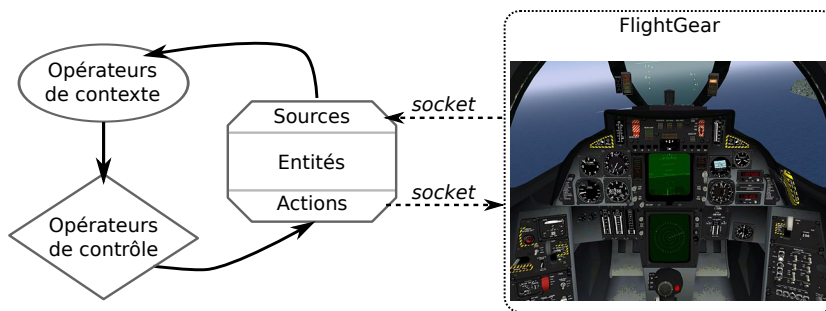 FlightGear
Opérateurs
de contexte
socket
Sources
Entités
socket
Actions
Opérateurs
de contrôle